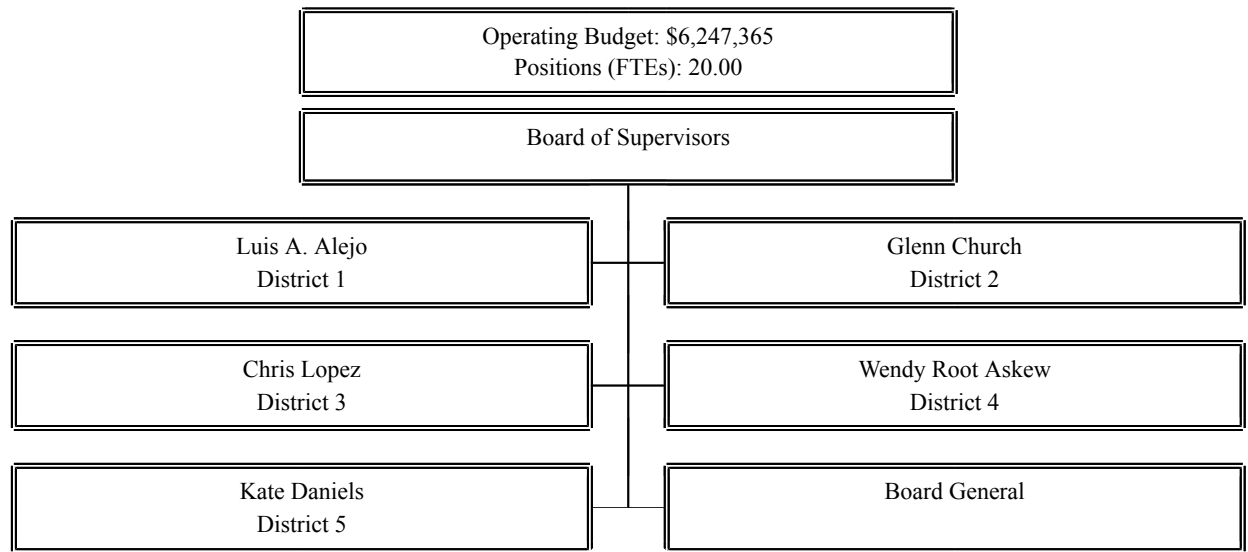 Operating Budget: $6,247,365
Positions (FTEs): 20.00
Board of Supervisors
Luis A. Alejo
District 1
Glenn Church
District 2
Chris Lopez
District 3
Wendy Root Askew
District 4
Kate Daniels
District 5
Board General